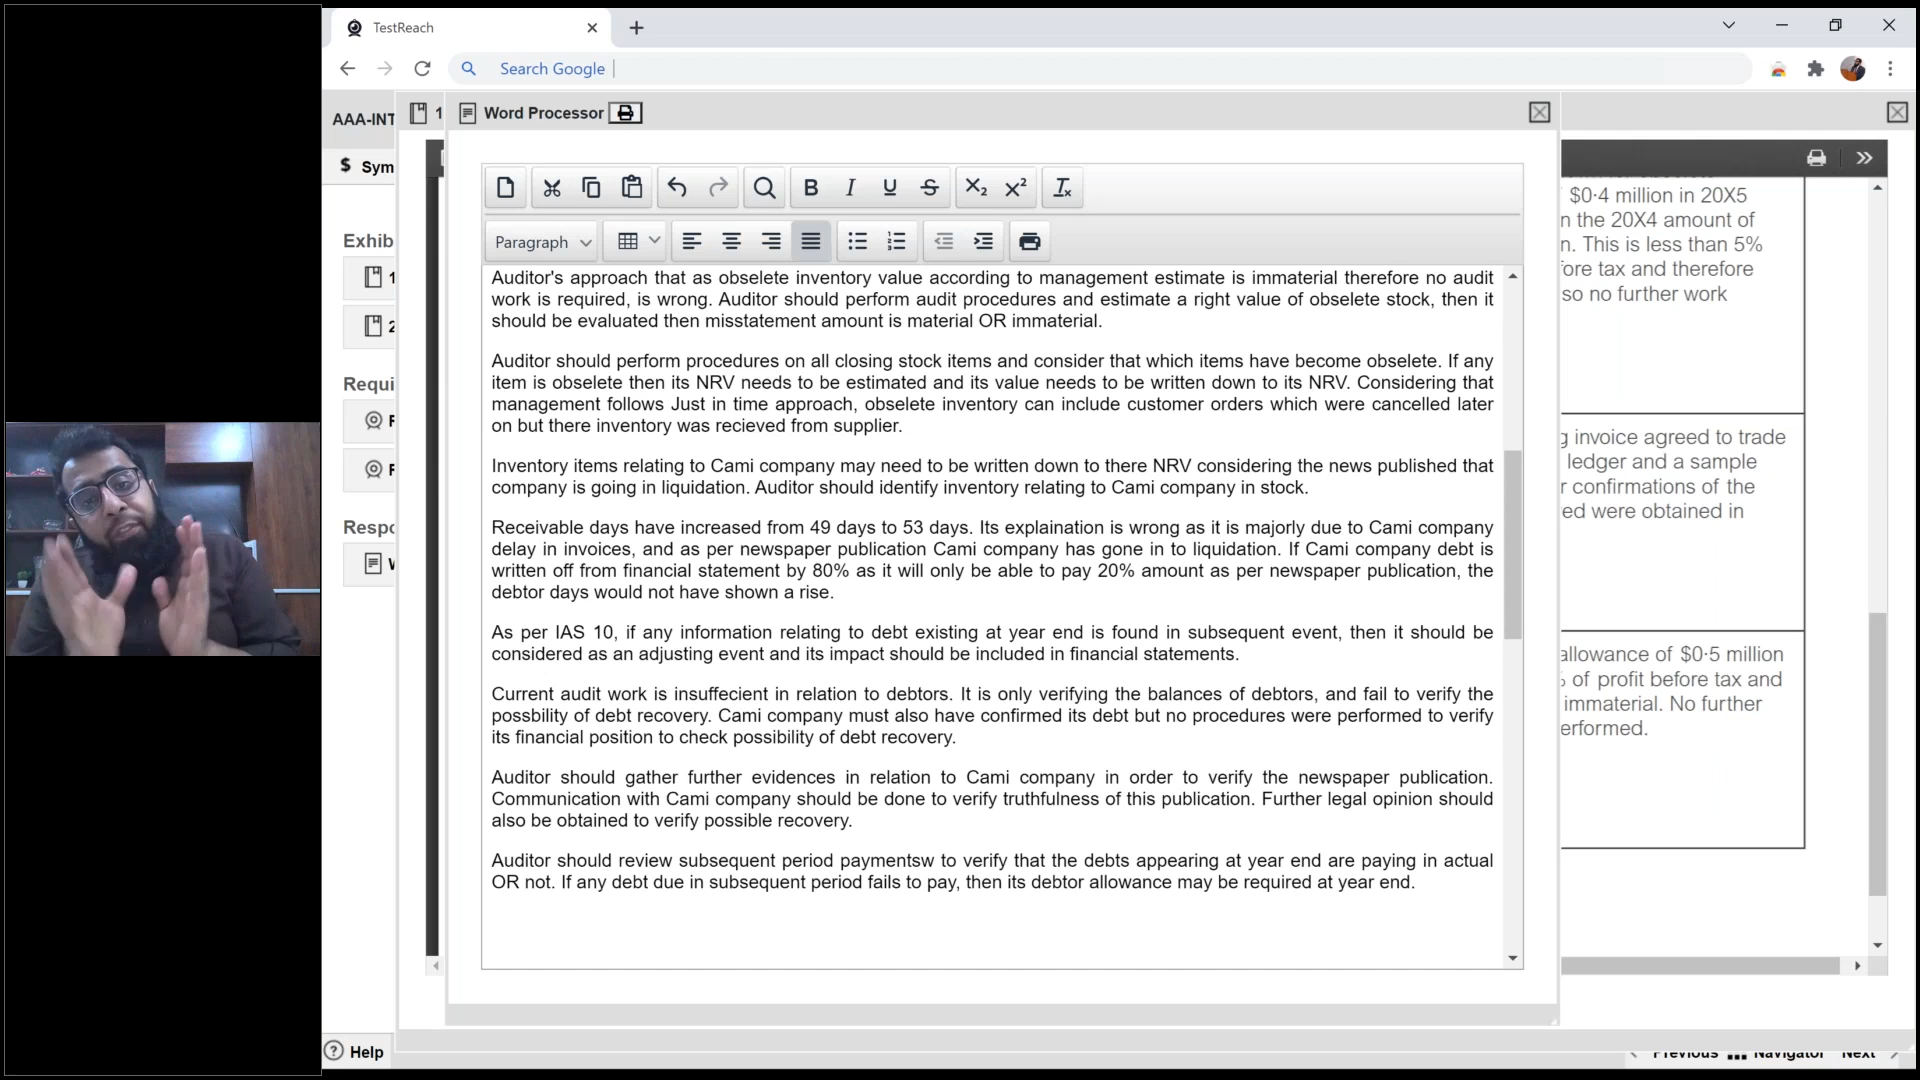 TestReach
Search Google
AAA-INT
1
Word Processor
$ Sym
Exhib
1
2
Requi
Respo
Paragraph
Auditor's approach that as obselete inventory value according to management estimate is immaterial therefore no audit
work is required, is wrong. Auditor should perform audit procedures and estimate a right value of obselete stock, then it
should be evaluated then misstatement amount is material OR immaterial.
Auditor should perform procedures on all closing stock items and consider that which items have become obselete. If any
item is obselete then its NRV needs to be estimated and its value needs to be written down to its NRV. Considering that
management follows Just in time approach, obselete inventory can include customer orders which were cancelled later
on but there inventory was recieved from supplier.
Inventory items relating to Cami company may need to be written down to there NRV considering the news published that
company is going in liquidation. Auditor should identify inventory relating to Cami company in stock.
Receivable days have increased from 49 days to 53 days. Its explaination is wrong as it is majorly due to Cami company
delay in invoices, and as per newspaper publication Cami company has gone in to liquidation. If Cami company debt is
written off from financial statement by 80% as it will only be able to pay 20% amount as per newspaper publication, the
debtor days would not have shown a rise.
As per IAS 10, if any information relating to debt existing at year end is found in subsequent event, then it should be
considered as an adjusting event and its impact should be included in financial statements.
Current audit work is insuffecient in relation to debtors. It is only verifying the balances of debtors, and fail to verify the
possbility of debt recovery. Cami company must also have confirmed its debt but no procedures were performed to verify
its financial position to check possibility of debt recovery.
Auditor should gather further evidences in relation to Cami company in order to verify the newspaper publication.
Communication with Cami company should be done to verify truthfulness of this publication. Further legal opinion should
also be obtained to verify possible recovery.
Auditor should review subsequent period paymentsw to verify that the debts appearing at year end are paying in actual
OR not. If any debt due in subsequent period fails to pay, then its debtor allowance may be required at year end.
$0·4 million in 20X5
n the 20X4 amount of
n. This is less than 5%
fore tax and therefore
so no further work
g invoice agreed to trade
ledger and a sample
r confirmations of the
ed were obtained in
allowance of $0·5 million
of profit before tax and
immaterial. No further
erformed.
Help
Previous
Navigator
Next